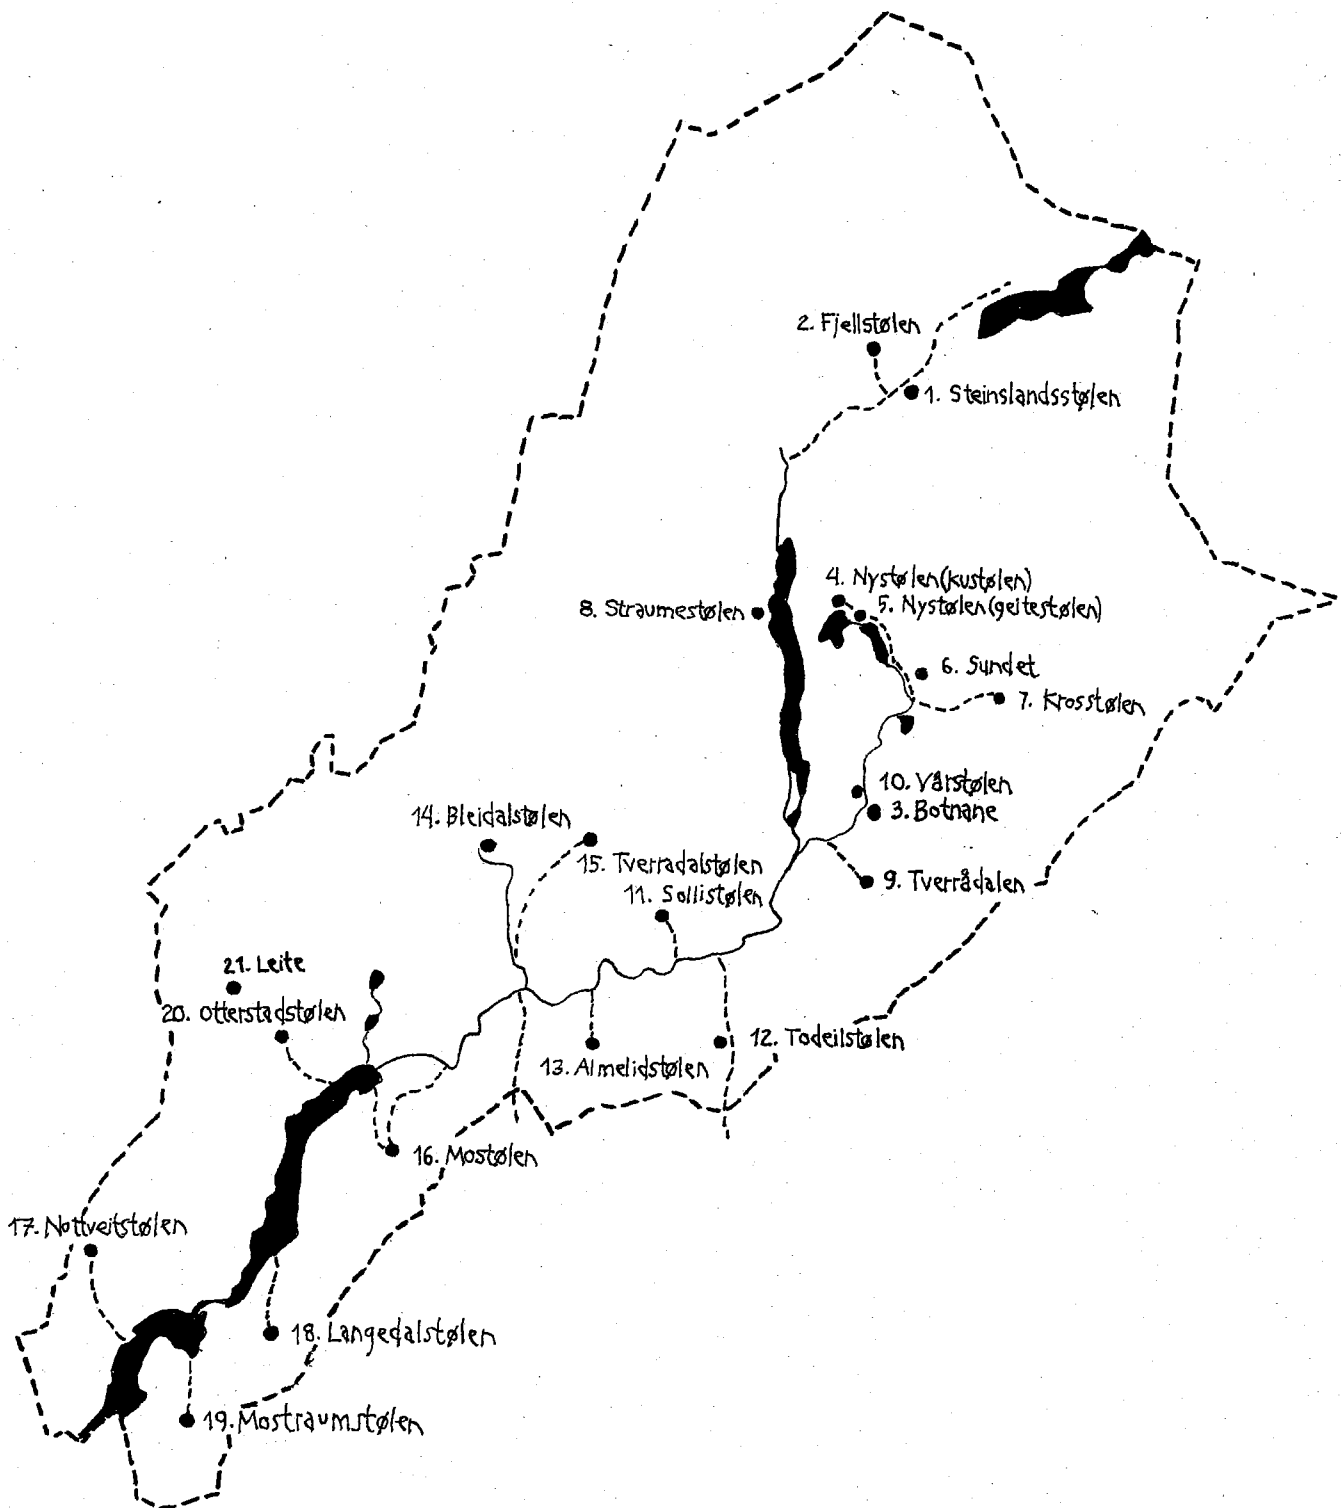 2. Fjellstølen
1. Steinslandsstølen
4. Nystølen (kustølen)
8. Straumestølen
5. Nystølen (geitestølen)
6. Sundet
7. Krosstølen
10. Vårstølen
3. Botnane
14. Bleidalstølen
15. Tverradalstølen
9. Tverrådalen
11. Sollistølen
21. Leite
20. Otterstadstølen
12. Todeilstølen
13. Almelidstølen
16. Mostølen
17. Nottveitstølen
18. Langedalstølen
19. Mostraumstølen